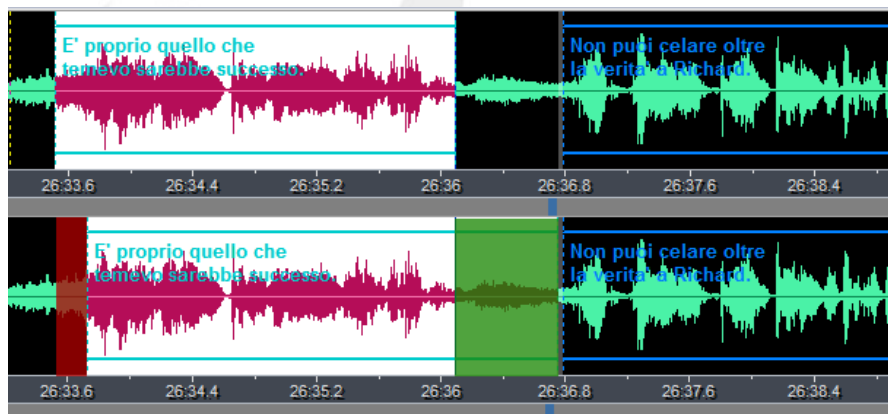 E' proprio quello che
temevo sarebbe successo.
Non puoi celare oltre
la verita' a Richard.
26:33.6 26:34.4 26:35.2 26:36 26:36.8 26:37.6 26:38.4
E' proprio quello che
temevo sarebbe successo.
Non puoi celare oltre
la verita' a Richard.
26:33.6 26:34.4 26:35.2 26:36 26:36.8 26:37.6 26:38.4